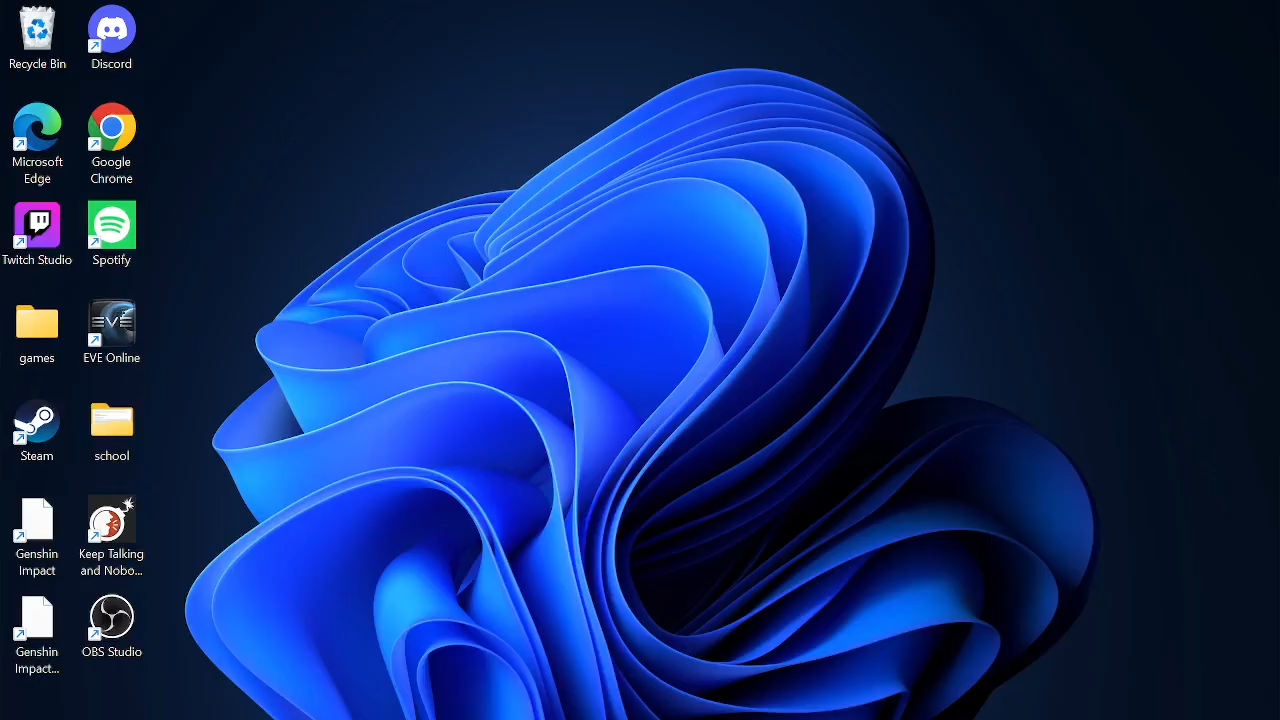 Recycle Bin
Discord
Microsoft
Edge
Google
Chrome
Twitch Studio
Spotify
games
EVE
EVE Online
Steam
school
Genshin
Impact
Keep Talking
and Nobo...
Genshin
Impact...
OBS Studio